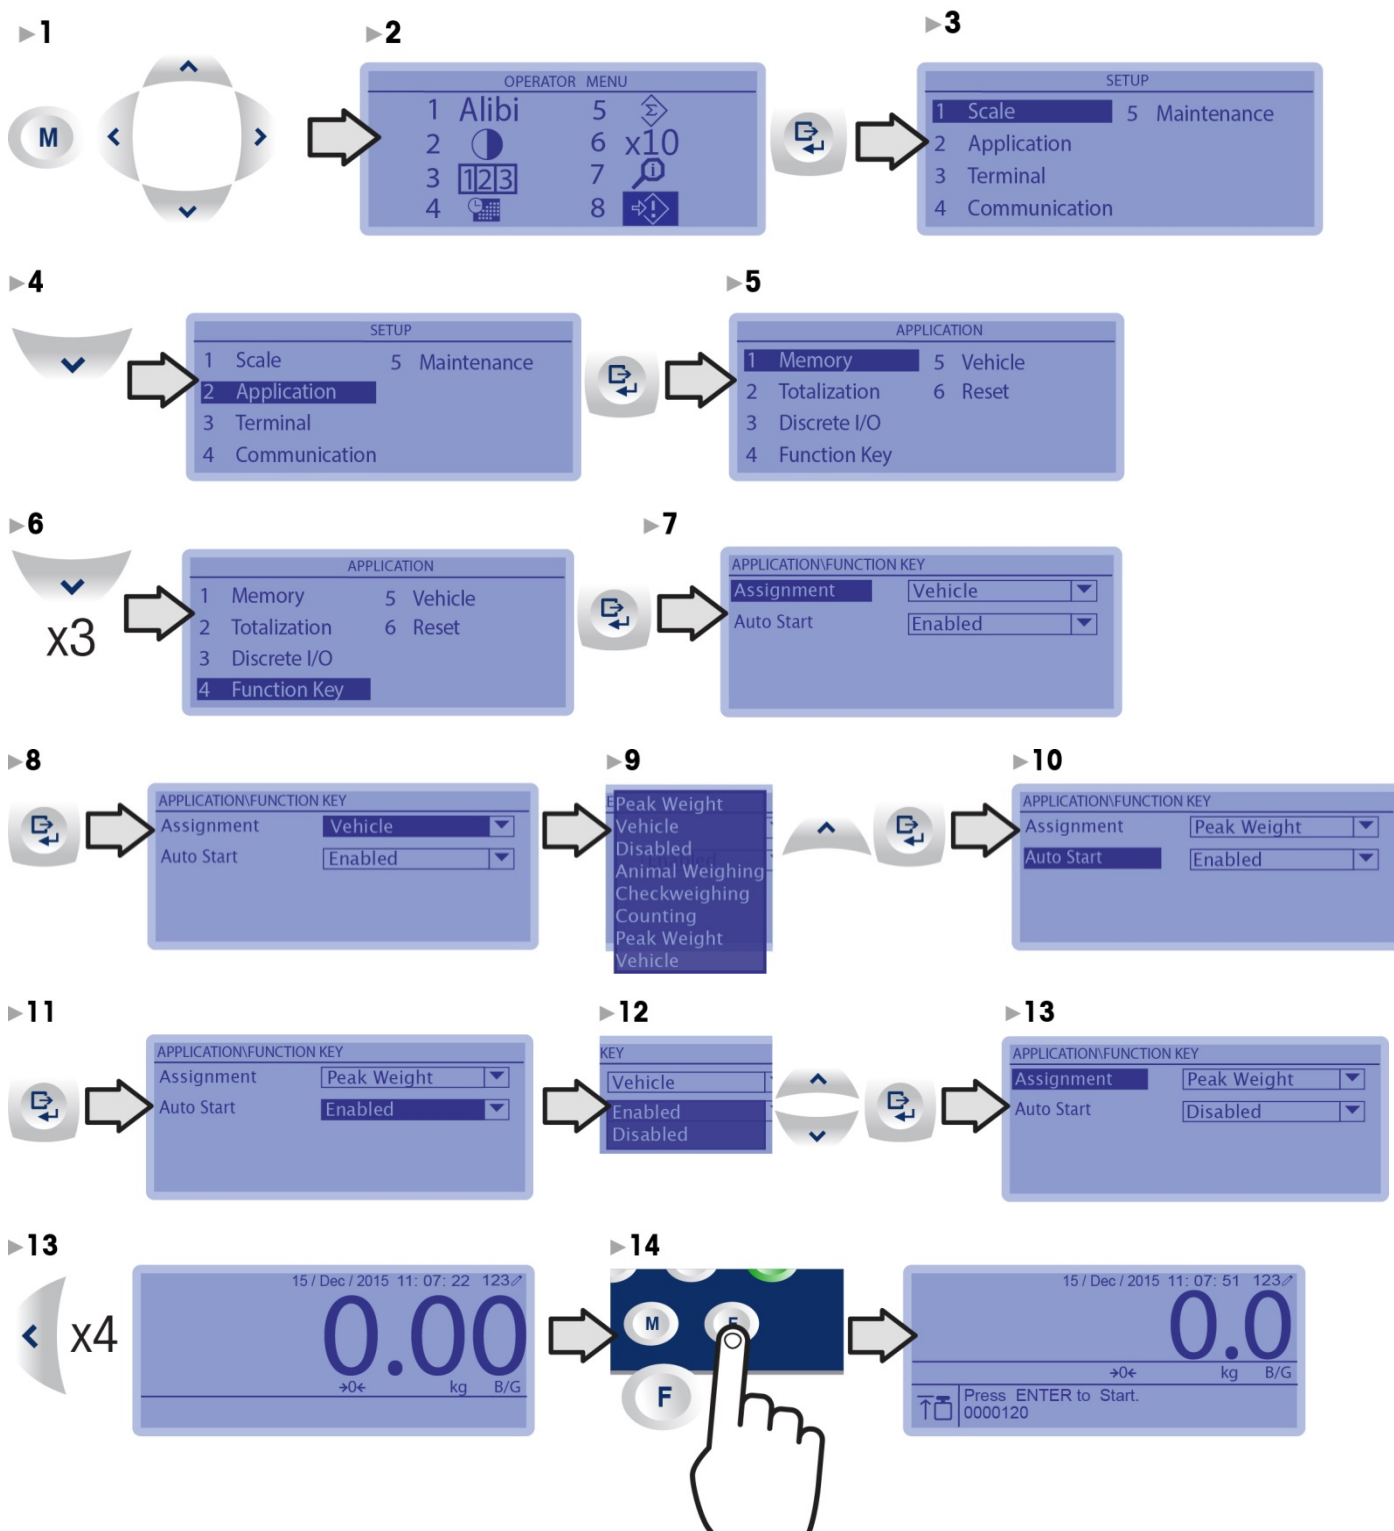 ▶1
M
▶2
OPERATOR MENU
1 Alibi 5 Σ
2 6 x10
3 123 7 i
4 8 !
▶3
SETUP
1 Scale 5 Maintenance
2 Application
3 Terminal
4 Communication
▶4
SETUP
1 Scale 5 Maintenance
2 Application
3 Terminal
4 Communication
▶5
APPLICATION
1 Memory 5 Vehicle
2 Totalization 6 Reset
3 Discrete I/O
4 Function Key
▶6
x3
APPLICATION
1 Memory 5 Vehicle
2 Totalization 6 Reset
3 Discrete I/O
4 Function Key
▶7
APPLICATION\FUNCTION KEY
Assignment Vehicle
Auto Start Enabled
▶8
APPLICATION\FUNCTION KEY
Assignment Vehicle
Auto Start Enabled
▶9
Peak Weight
Vehicle
Disabled
Animal Weighing
Checkweighing
Counting
Peak Weight
Vehicle
▶10
APPLICATION\FUNCTION KEY
Assignment Peak Weight
Auto Start Enabled
▶11
APPLICATION\FUNCTION KEY
Assignment Peak Weight
Auto Start Enabled
▶12
KEY
Vehicle
Enabled
Disabled
▶13
APPLICATION\FUNCTION KEY
Assignment Peak Weight
Auto Start Disabled
▶13
x4
15 / Dec / 2015 11: 07: 22 123
0.00
→0← kg B/G
▶14
M F
F
15 / Dec / 2015 11: 07: 51 123
0.0
→0← kg B/G
Press ENTER to Start.
0000120